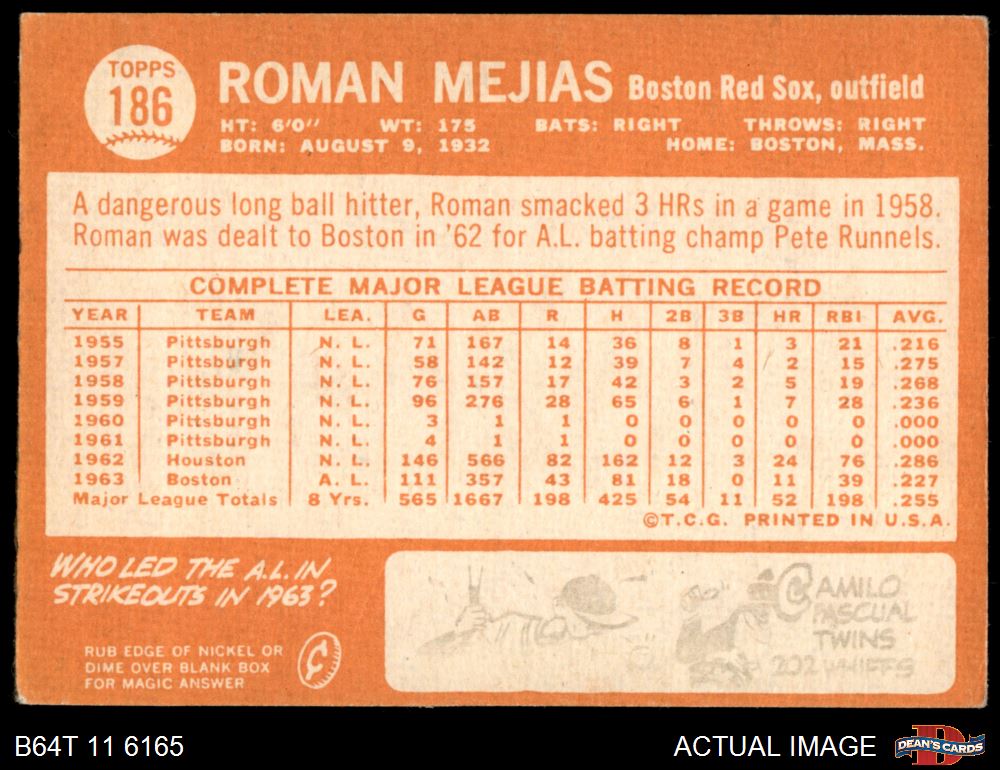 TOPPS
186
ROMAN MEJIAS Boston Red Sox, outfield
HT: 6'0" WT: 175 BATS: RIGHT THROWS: RIGHT
BORN: AUGUST 9, 1932 HOME: BOSTON, MASS.
A dangerous long ball hitter, Roman smacked 3 HRs in a game in 1958.
Roman was dealt to Boston in '62 for A.L. batting champ Pete Runnels.
COMPLETE MAJOR LEAGUE BATTING RECORD
YEAR TEAM LEA. G AB R H 2B 3B HR RBI AVG.
1955 Pittsburgh N. L. 71 167 14 36 8 1 3 21 .216
1957 Pittsburgh N. L. 58 142 12 39 7 4 2 15 .275
1958 Pittsburgh N. L. 76 157 17 42 3 2 5 19 .268
1959 Pittsburgh N. L. 96 276 28 65 6 1 7 28 .236
1960 Pittsburgh N. L. 3 1 1 0 0 0 0 0 .000
1961 Pittsburgh N. L. 4 1 1 0 0 0 0 0 .000
1962 Houston N. L. 146 566 82 162 12 3 24 76 .286
1963 Boston A. L. 111 357 43 81 18 0 11 39 .227
Major League Totals 8 Yrs. 565 1667 198 425 54 11 52 198 .255
©T.C.G. PRINTED IN U.S.A.
WHO LED THE A.L. IN
STRIKEOUTS IN 1963?
RUB EDGE OF NICKEL OR
DIME OVER BLANK BOX
FOR MAGIC ANSWER
CAMILO
PASCUAL
TWINS
202 WHIFFS
B64T 11 6165 ACTUAL IMAGE DEAN'S CARDS